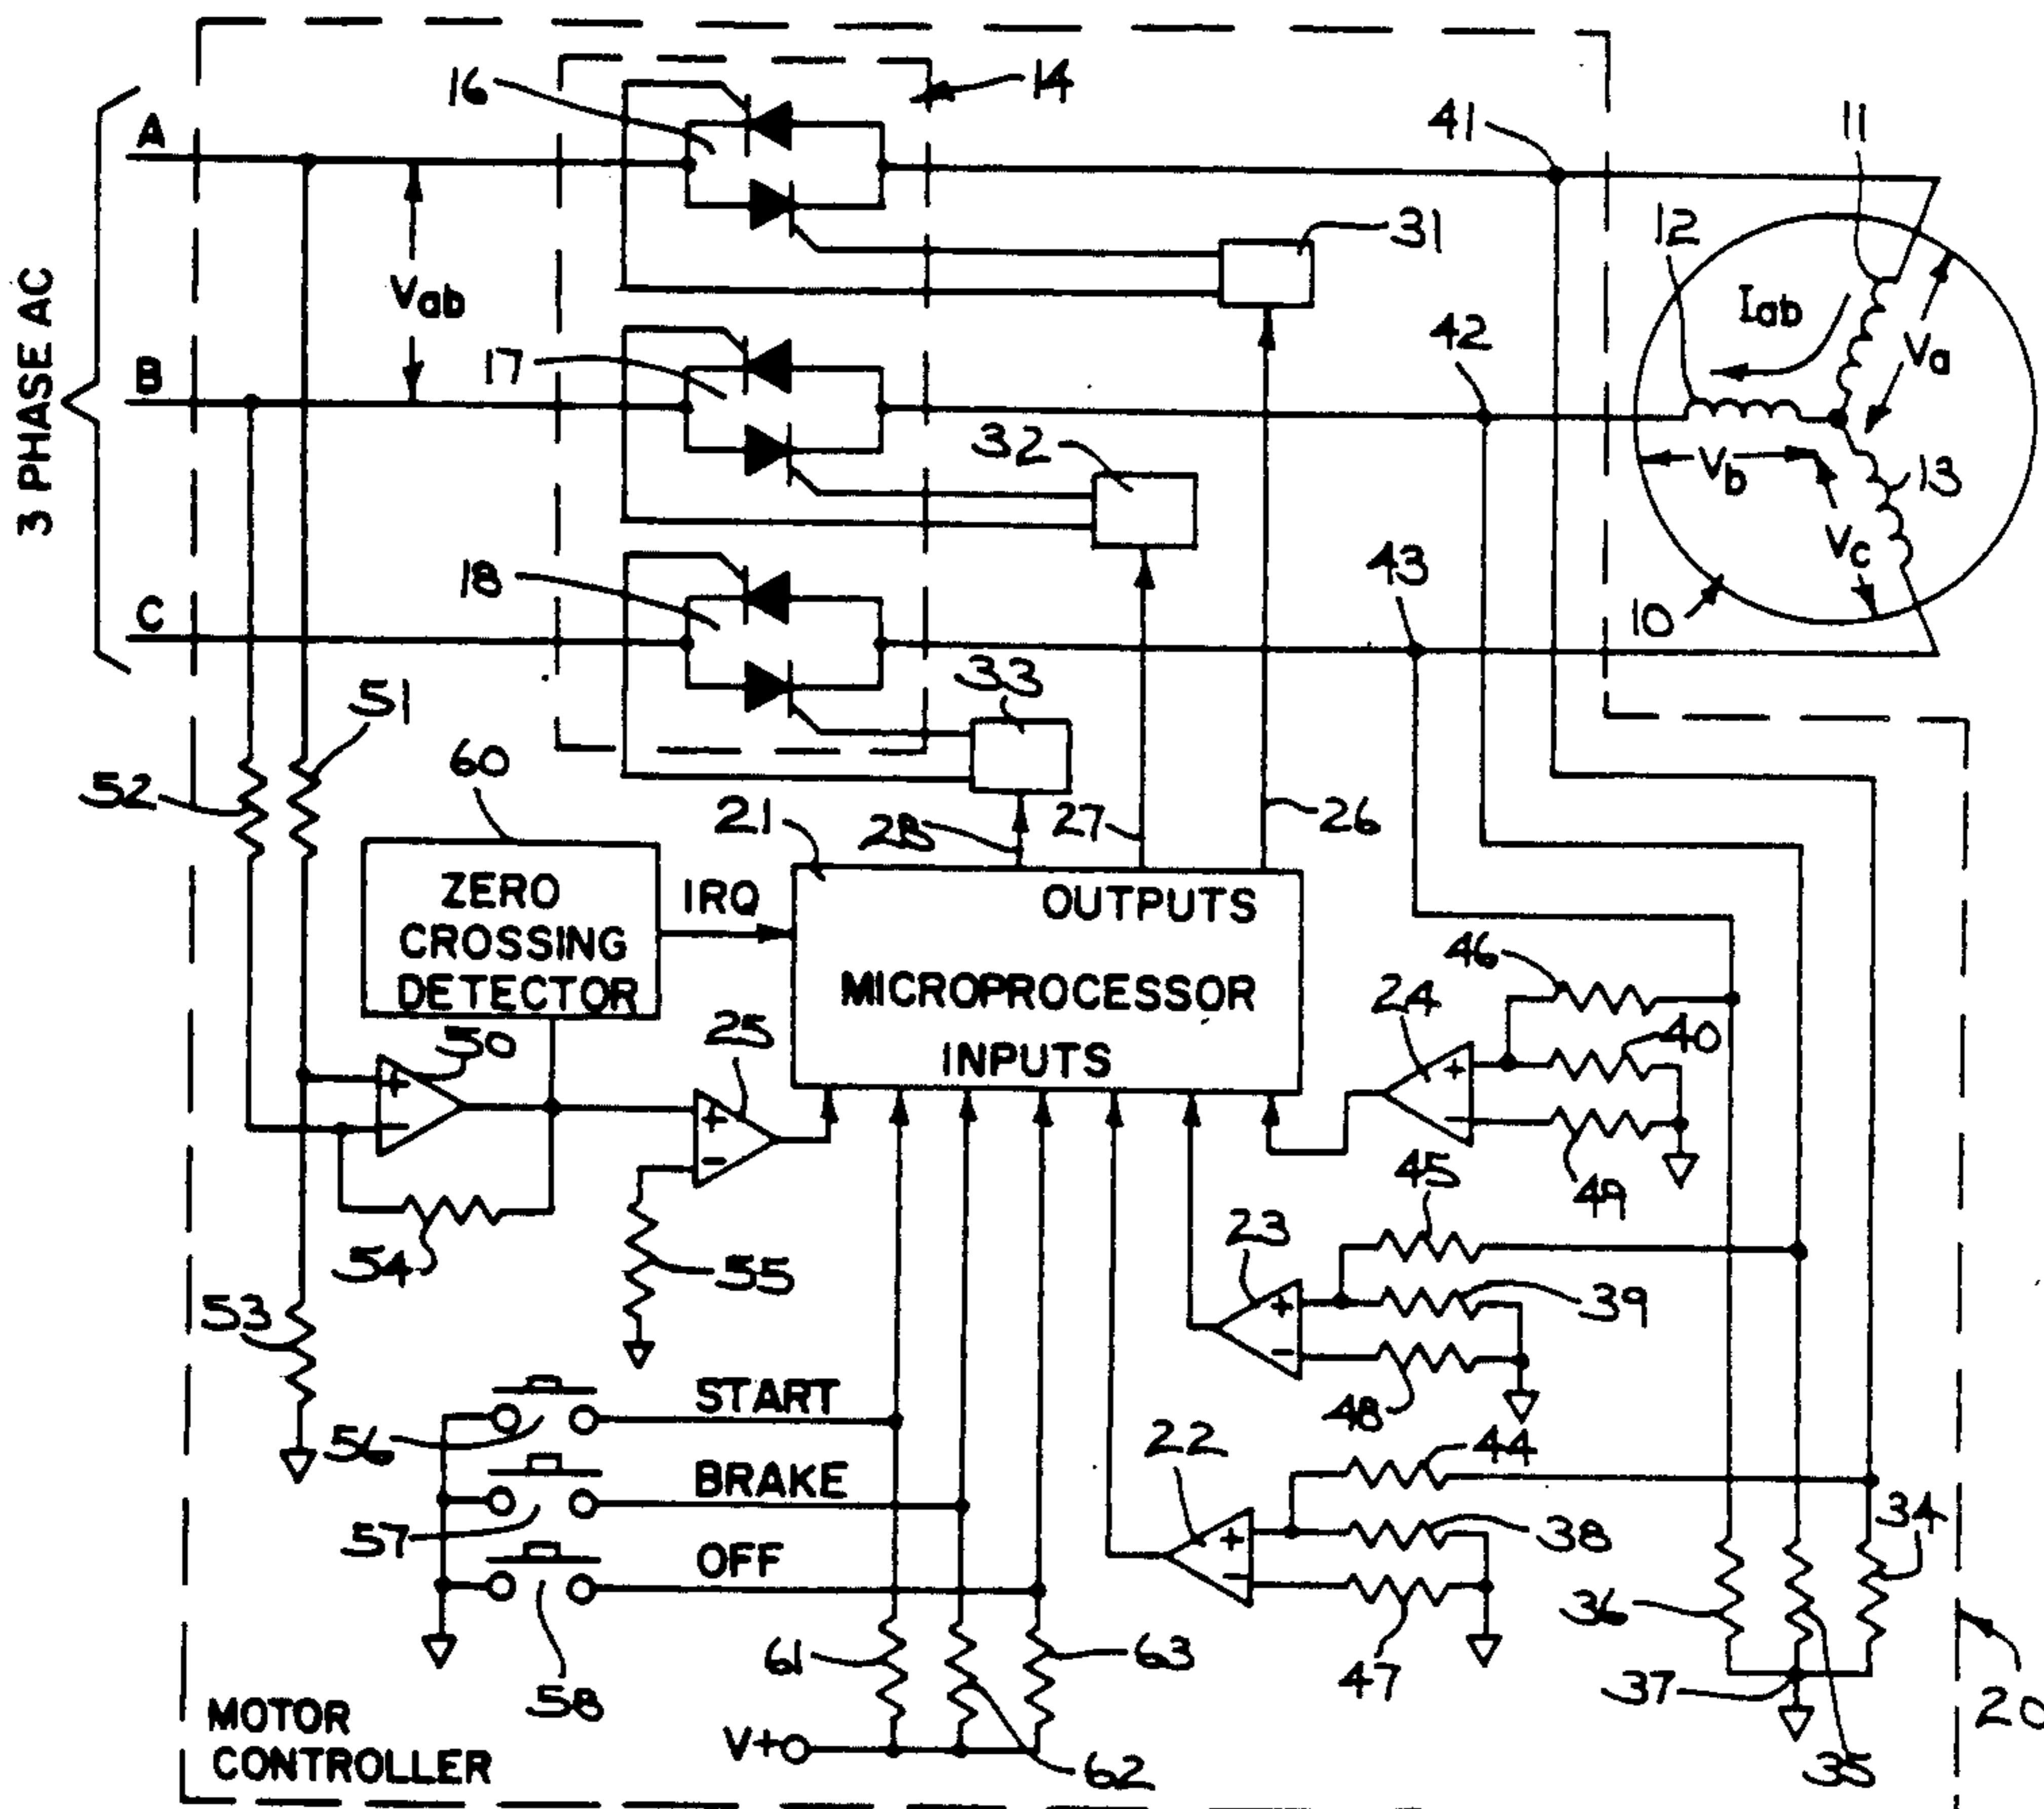 14
16
41
11
A
12
31
Vab
Iab
Va
3 PHASE AC
42
17
B
32
Vb
13
Vc
43
18
10
C
33
51
60
52
21
28
27
26
ZERO
CROSSING
DETECTOR
IRQ
OUTPUTS
MICROPROCESSOR
INPUTS
46
24
40
50
25
+
-
+
-
+
-
49
45
54
55
23
39
53
+
-
48
START
56
22
44
BRAKE
57
+
-
38
34
OFF
58
47
36
61
63
37
35
20
V+
62
MOTOR
CONTROLLER